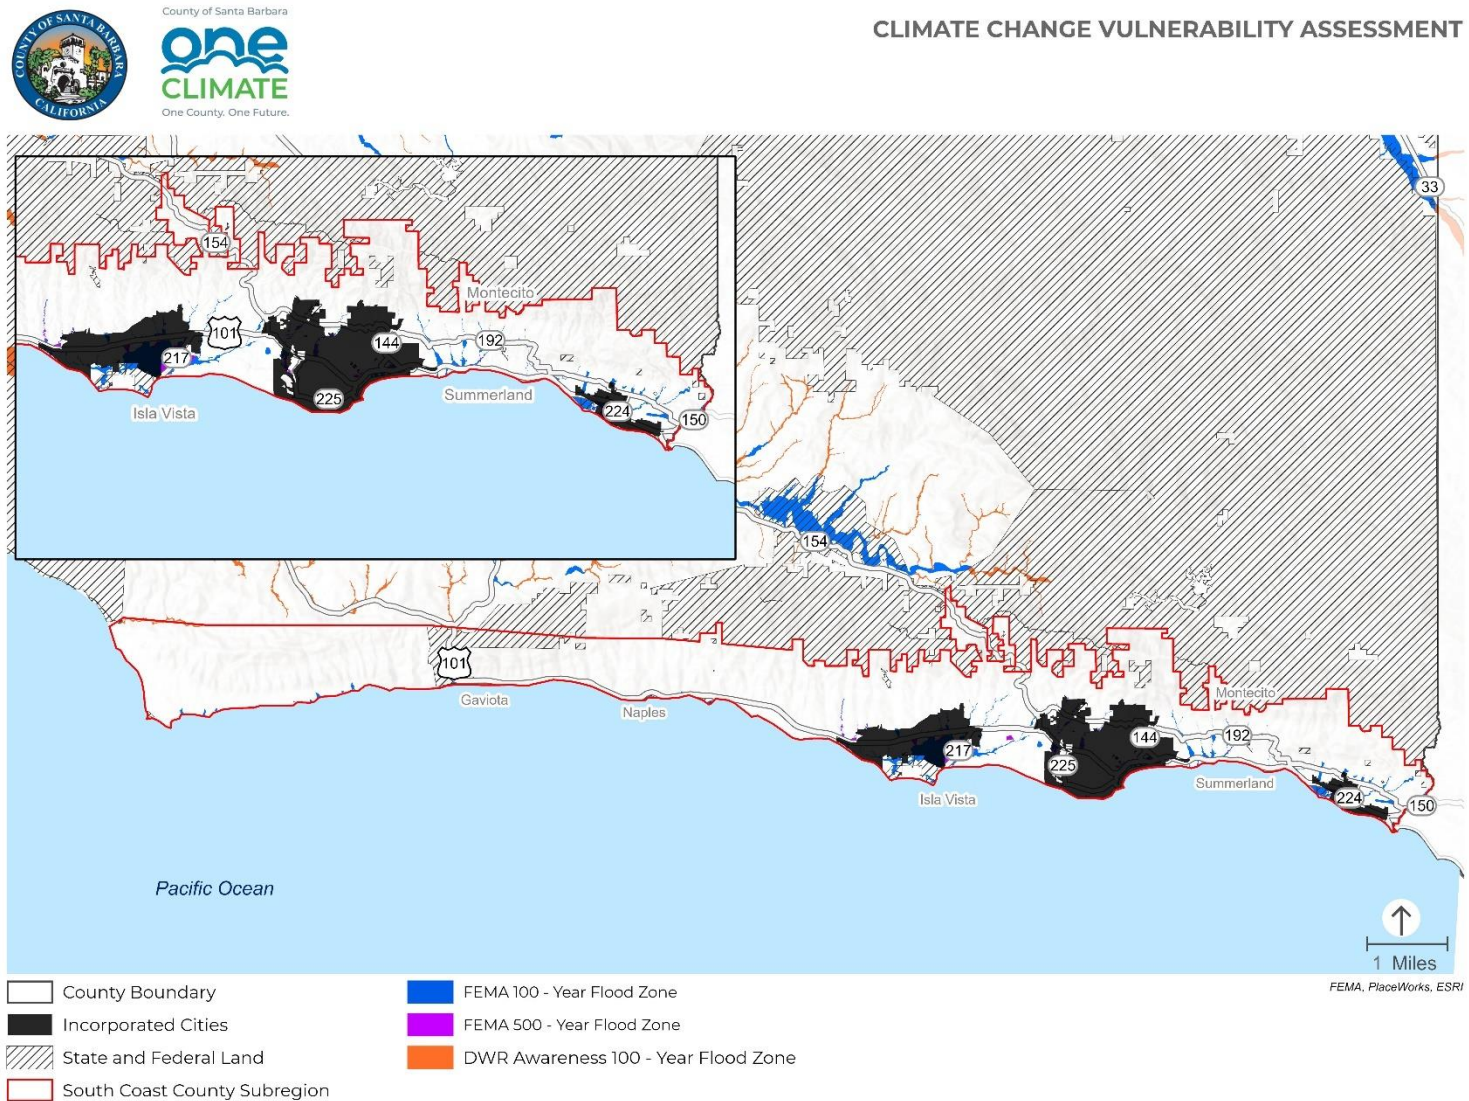 COUNTY OF SANTA BARBARA
CALIFORNIA
County of Santa Barbara
one
CLIMATE
One County. One Future.
CLIMATE CHANGE VULNERABILITY ASSESSMENT
33
154
Montecito
101
144
192
217
225
Summerland
224
150
Isla Vista
154
101
Gaviota
Naples
Montecito
192
144
217
225
Summerland
224
150
Isla Vista
Pacific Ocean
1 Miles
FEMA, PlaceWorks, ESRI
County Boundary
Incorporated Cities
State and Federal Land
South Coast County Subregion
FEMA 100 - Year Flood Zone
FEMA 500 - Year Flood Zone
DWR Awareness 100 - Year Flood Zone